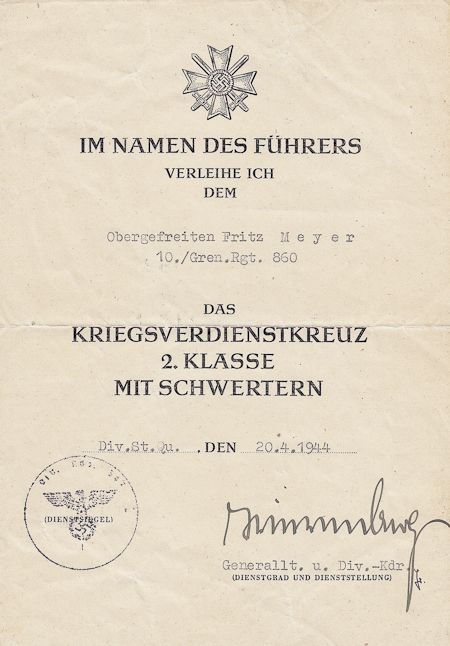 IM NAMEN DES FÜHRERS
VERLEIHE ICH
DEM
Obergefreiten Fritz M e y e r
10./Gren.Rgt. 860
DAS
KRIEGSVERDIENSTKREUZ
2. KLASSE
MIT SCHWERTERN
Div.St.Qu. , DEN 20.4.1944
(DIENSTSIEGEL)
Generallt. u. Div.-Kdr.
(DIENSTGRAD UND DIENSTSTELLUNG)